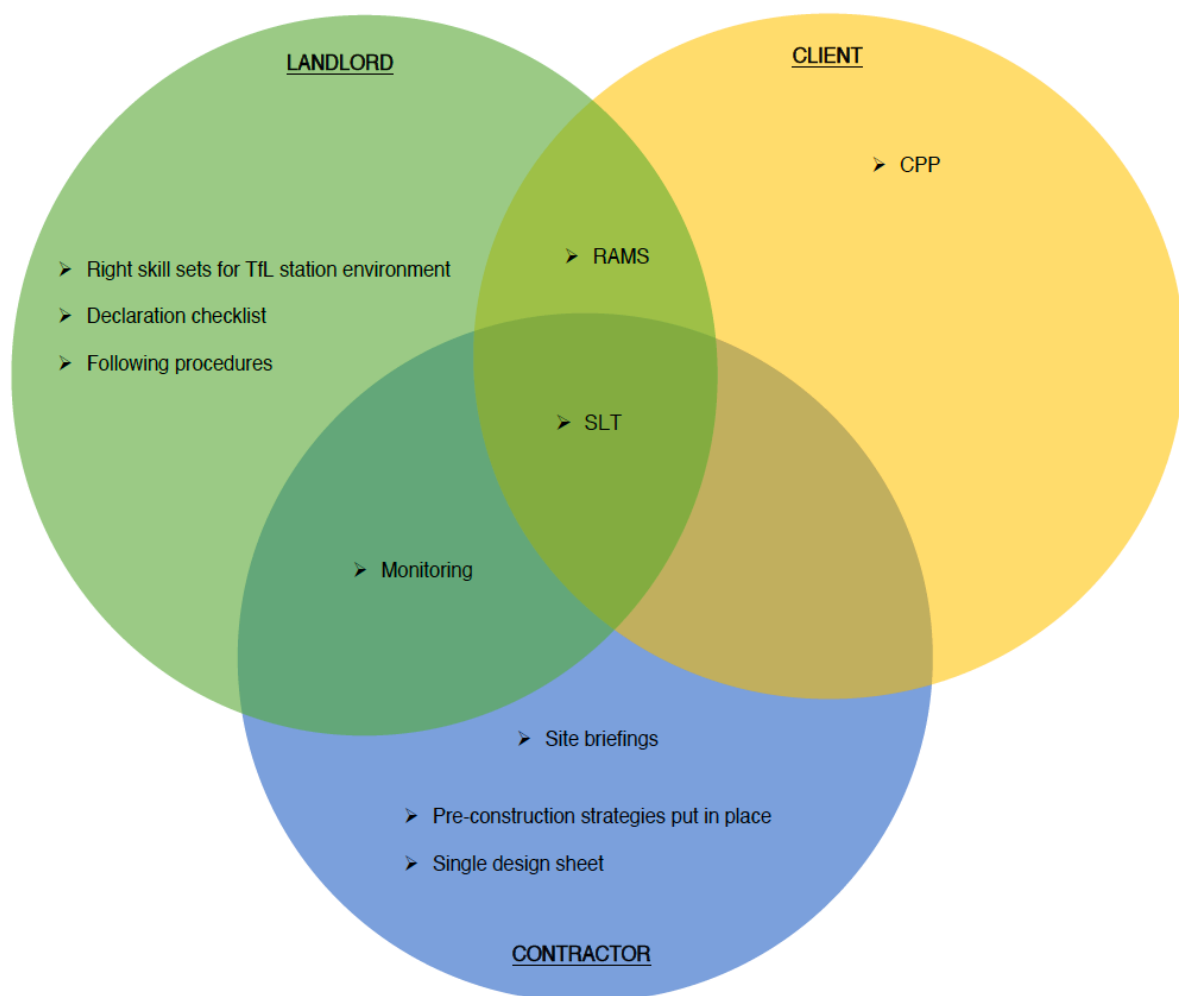 LANDLORD
CLIENT
➢ CPP
➢ RAMS
➢ Right skill sets for TfL station environment
➢ Declaration checklist
➢ Following procedures
➢ SLT
➢ Monitoring
➢ Site briefings
➢ Pre-construction strategies put in place
➢ Single design sheet
CONTRACTOR